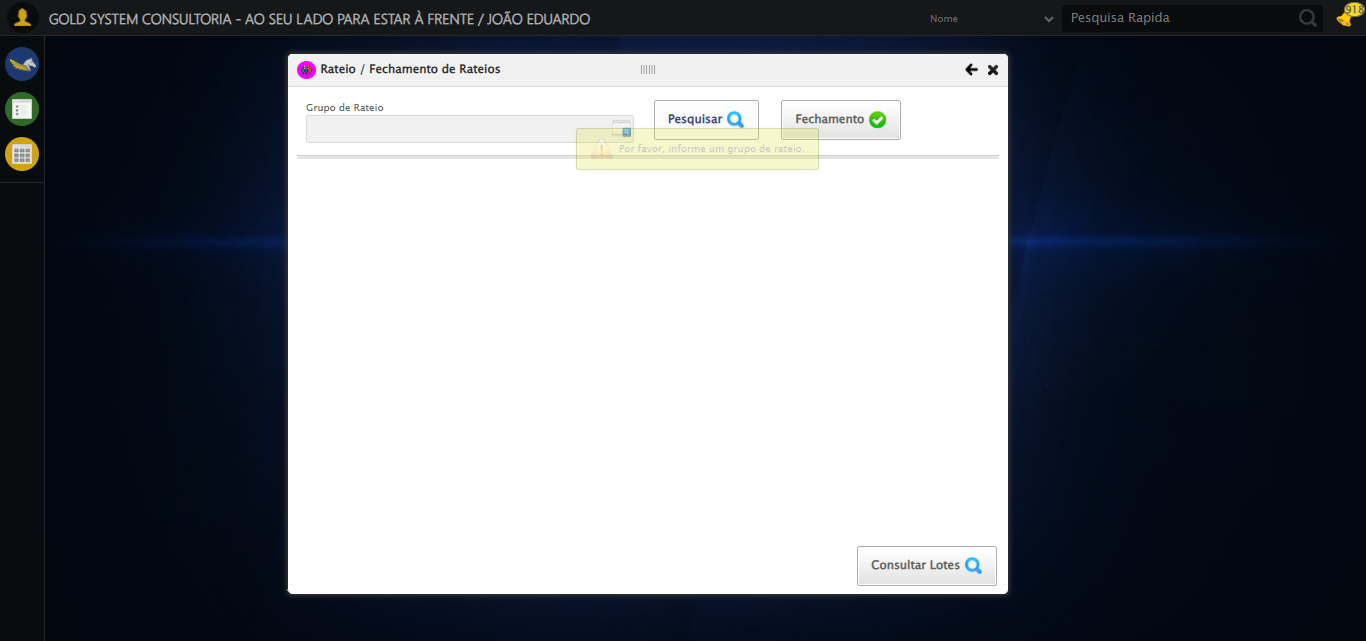 GOLD SYSTEM CONSULTORIA - AO SEU LADO PARA ESTAR À FRENTE / JOÃO EDUARDO
Nome
Pesquisa Rapida
918
Rateio / Fechamento de Rateios
Grupo de Rateio
Pesquisar
Fechamento
Por favor, informe um grupo de rateio.
Consultar Lotes